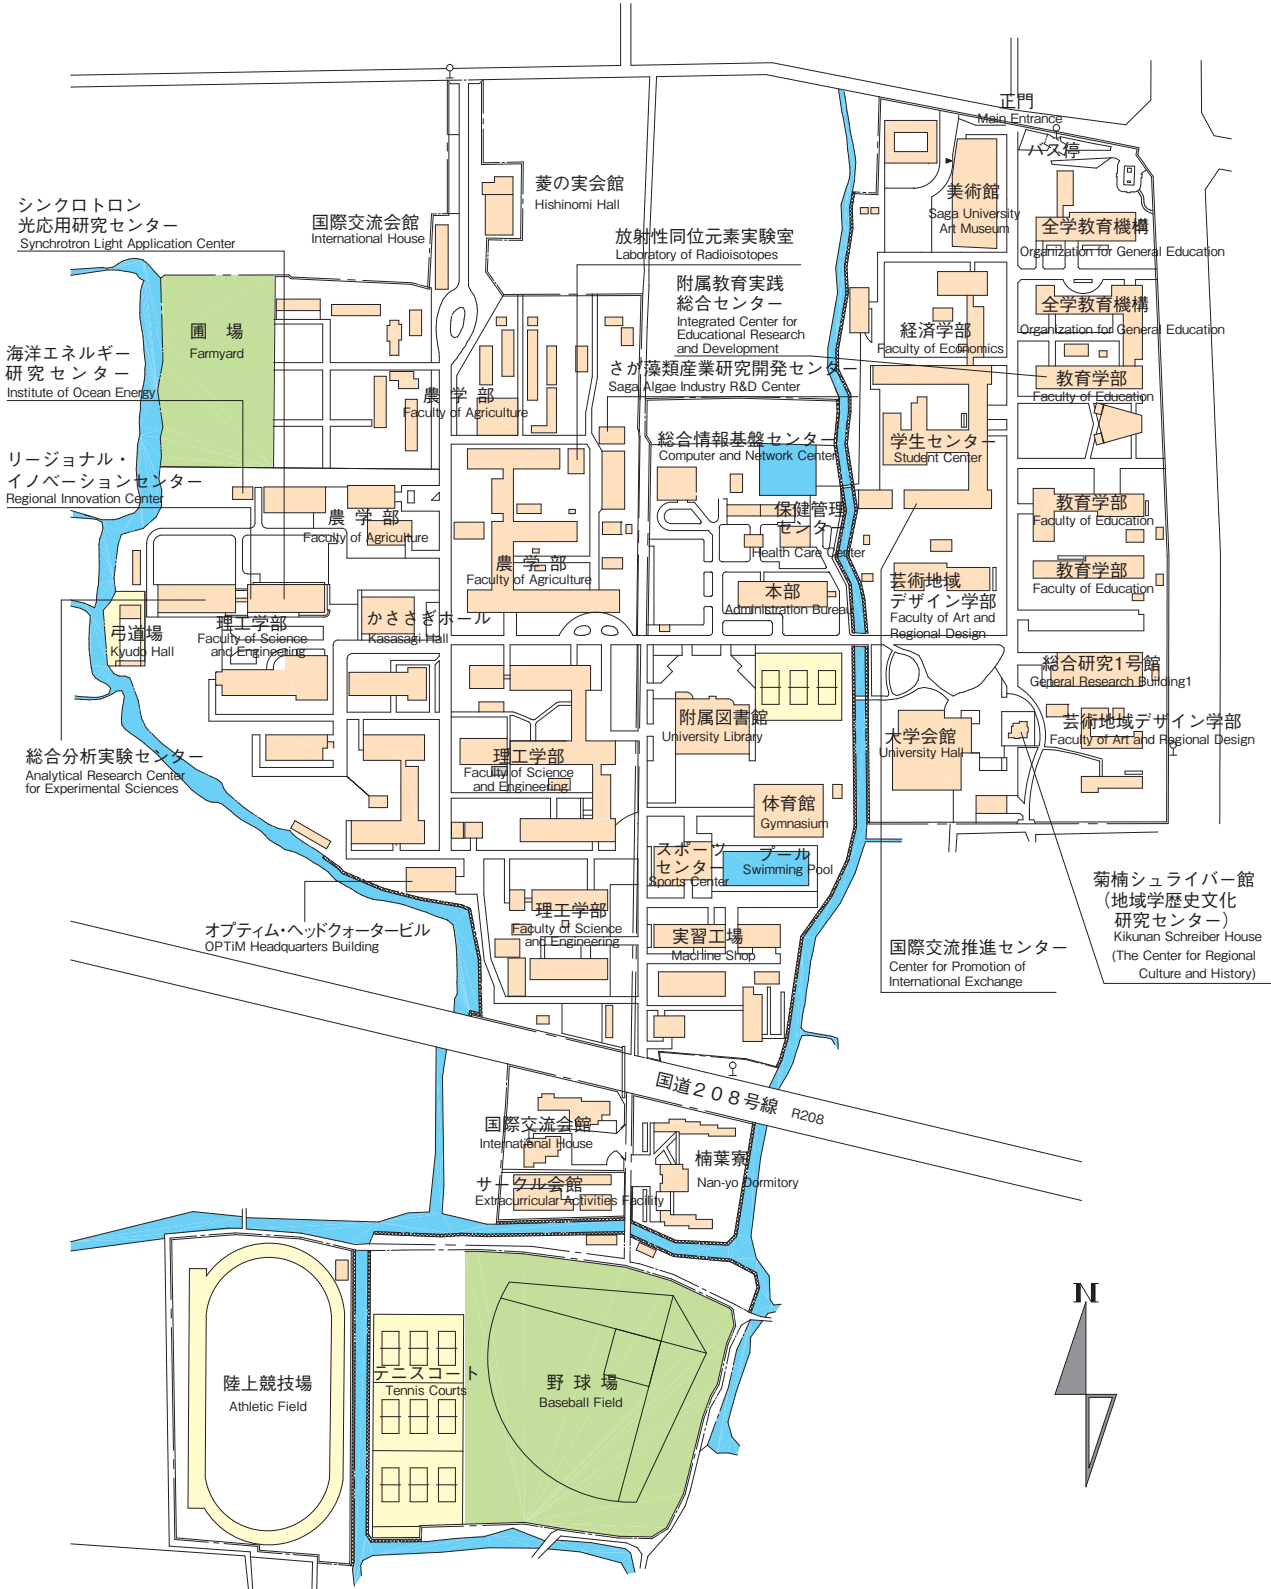 正門
Main Entrance
バス停
菱の実会館
Hishinomi Hall
美術館
Saga University
Art Museum
シンクロトロン
光応用研究センター
Synchrotron Light Application Center
国際交流会館
International House
放射性同位元素実験室
Laboratory of Radioisotopes
全学教育機構
Organization for General Education
附属教育実践
総合センター
Integrated Center for
Educational Research
and Development
全学教育機構
Organization for General Education
圃場
Farmyard
経済学部
Faculty of Economics
海洋エネルギー
研究センター
Institute of Ocean Energy
さが藻類産業研究開発センター
Saga Algae Industry R&D Center
教育学部
Faculty of Education
農学部
Faculty of Agriculture
総合情報基盤センター
Computer and Network Center
学生センター
Student Center
リージョナル・
イノベーションセンター
Regional Innovation Center
農学部
Faculty of Agriculture
保健管理
センター
Health Care Center
教育学部
Faculty of Education
農学部
Faculty of Agriculture
教育学部
Faculty of Education
本部
Administration Bureau
芸術地域
デザイン学部
Faculty of Art and
Regional Design
弓道場
Kyudo Hall
理工学部
Faculty of Science
and Engineering
かささぎホール
Kasasagi Hall
総合研究1号館
General Research Building1
附属図書館
University Library
大学会館
University Hall
芸術地域デザイン学部
Faculty of Art and Regional Design
総合分析実験センター
Analytical Research Center
for Experimental Sciences
理工学部
Faculty of Science
and Engineering
体育館
Gymnasium
スポーツ
センター
Sports Center
プール
Swimming Pool
菊楠シュライバー館
（地域学歴史文化
研究センター）
Kikunan Schreiber House
(The Center for Regional
Culture and History)
オプティム・ヘッドクォータービル
OPTiM Headquarters Building
理工学部
Faculty of Science
and Engineering
実習工場
Machine Shop
国際交流推進センター
Center for Promotion of
International Exchange
国道208号線 R208
国際交流会館
International House
楠葉寮
Nan-yo Dormitory
サークル会館
Extracurricular Activities Facility
N
陸上競技場
Athletic Field
テニスコート
Tennis Courts
野球場
Baseball Field